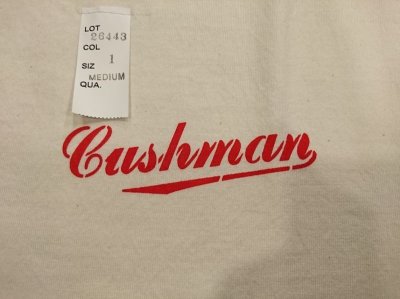 LOT 26443
COL 1
SIZ MEDIUM
QUA.
Cushman